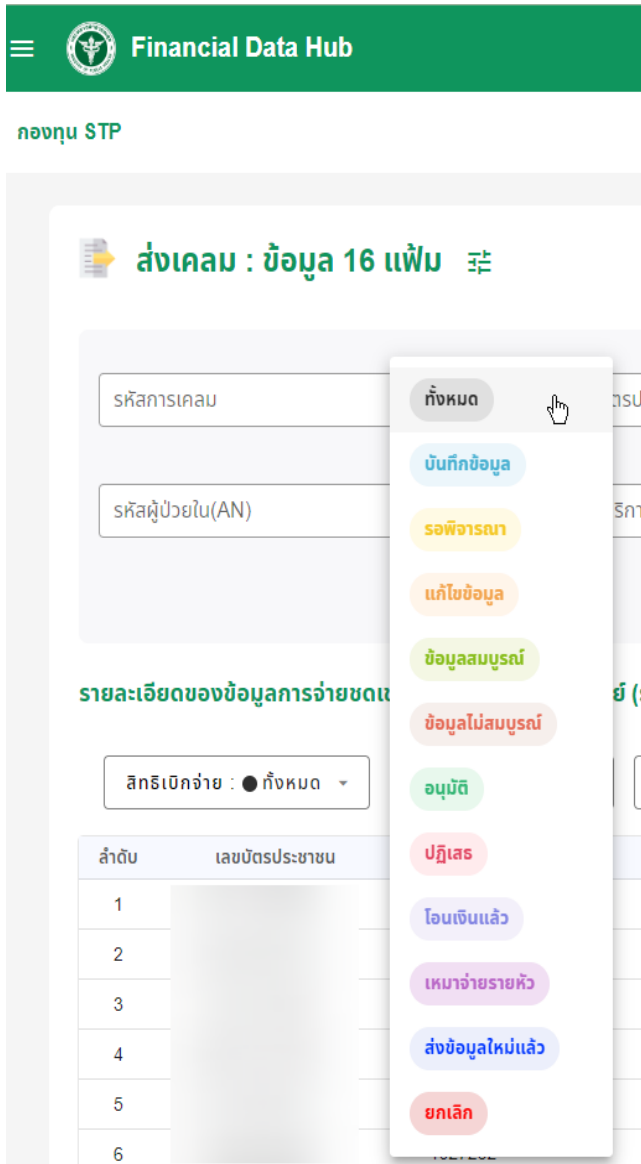 Financial Data Hub
กองทุน STP
ส่งเคลม : ข้อมูล 16 แฟ้ม
รหัสการเคลม
ทั้งหมด
บันทึกข้อมูล
รหัสผู้ป่วยใน(AN)
รอพิจารณา
แก้ไขข้อมูล
ข้อมูลสมบูรณ์
รายละเอียดของข้อมูลการจ่ายชดเ
ข้อมูลไม่สมบูรณ์
สิทธิเบิกจ่าย : ทั้งหมด
อนุมัติ
ลำดับ เลขบัตรประชาชน
ปฏิเสธ
1
โอนเงินแล้ว
2
เหมาจ่ายรายหัว
3
ส่งข้อมูลใหม่แล้ว
4
5
ยกเลิก
6